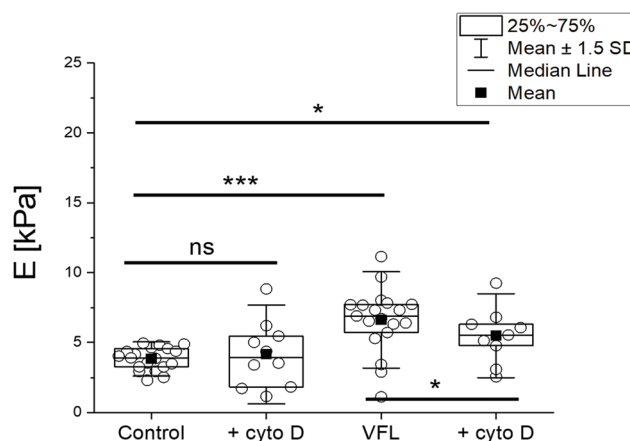 25%~75%
Mean ± 1.5 SD
Median Line
Mean
25
20
15
10
5
0
E [kPa]
*
***
ns
*
Control
+ cyto D
VFL
+ cyto D